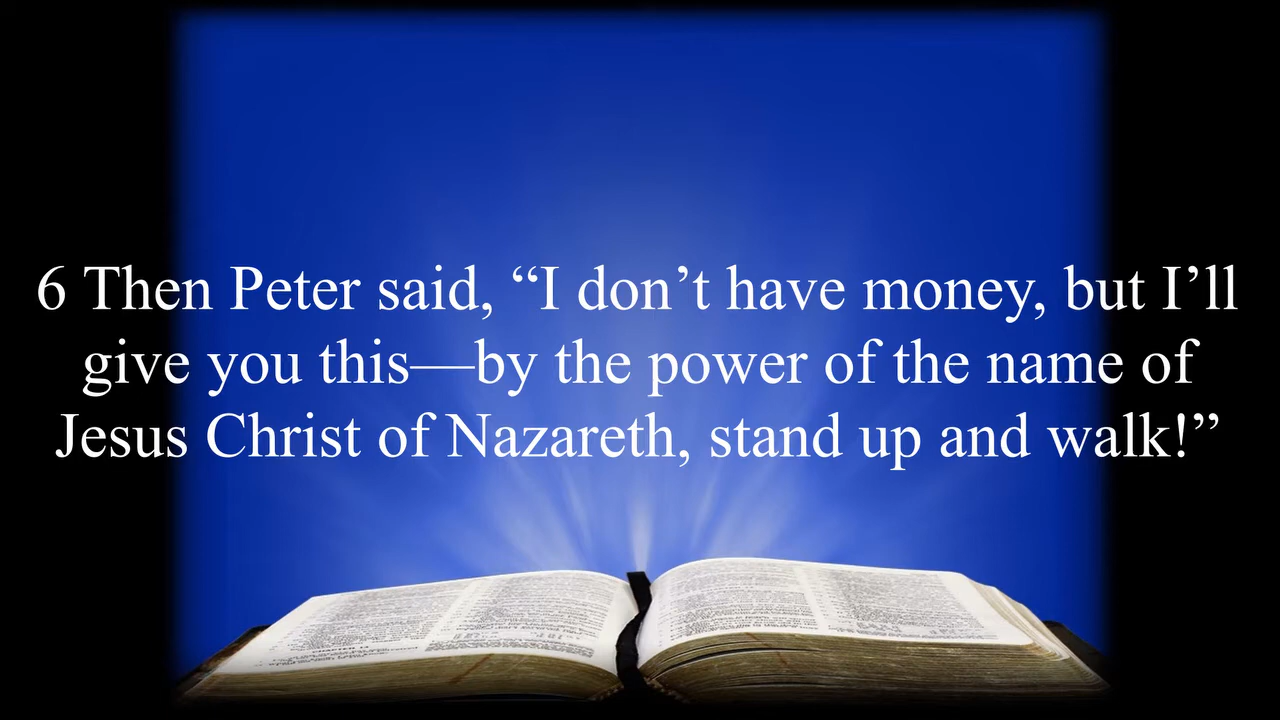 6 Then Peter said, “I don’t have money, but I’ll
give you this—by the power of the name of
Jesus Christ of Nazareth, stand up and walk!”